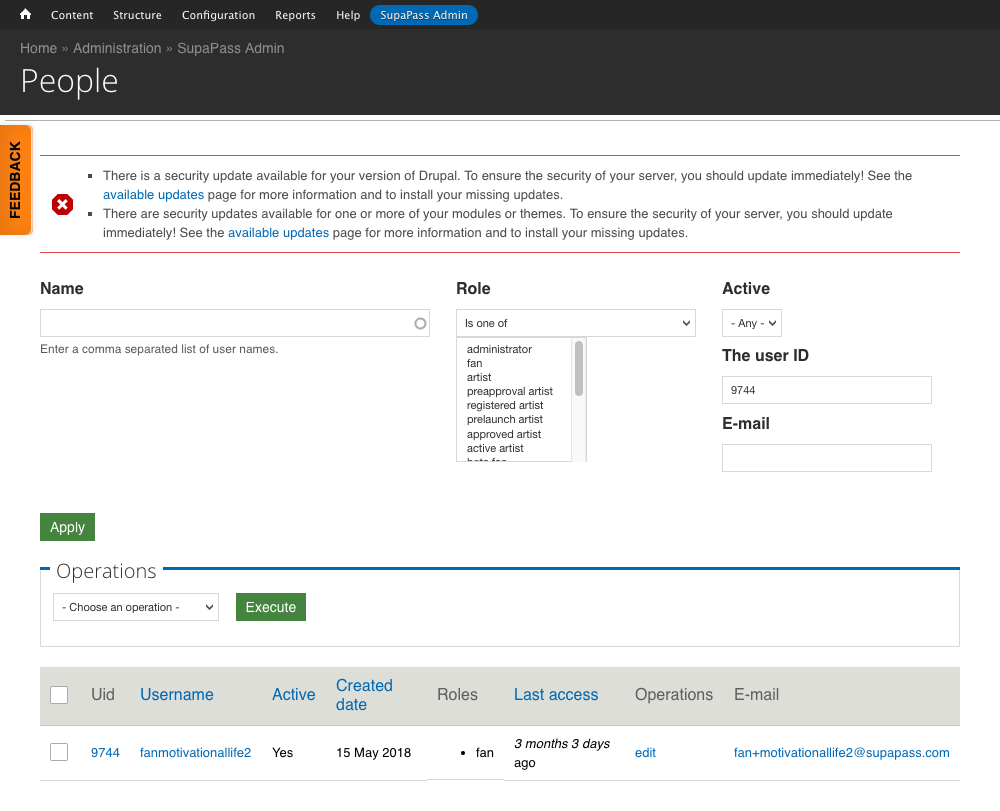 Content Structure Configuration Reports Help SupaPass Admin
Home » Administration » SupaPass Admin
People
FEEDBACK
There is a security update available for your version of Drupal. To ensure the security of your server, you should update immediately! See the
available updates page for more information and to install your missing updates.
There are security updates available for one or more of your modules or themes. To ensure the security of your server, you should update
immediately! See the available updates page for more information and to install your missing updates.
Name
Enter a comma separated list of user names.
Role
Is one of
administrator
fan
artist
preapproval artist
registered artist
prelaunch artist
approved artist
active artist
Active
- Any -
The user ID
9744
E-mail
Apply
Operations
- Choose an operation - Execute
Uid Username Active Created date Roles Last access Operations E-mail
9744 fanmotivationallife2 Yes 15 May 2018 • fan 3 months 3 days ago edit fan+motivationallife2@supapass.com